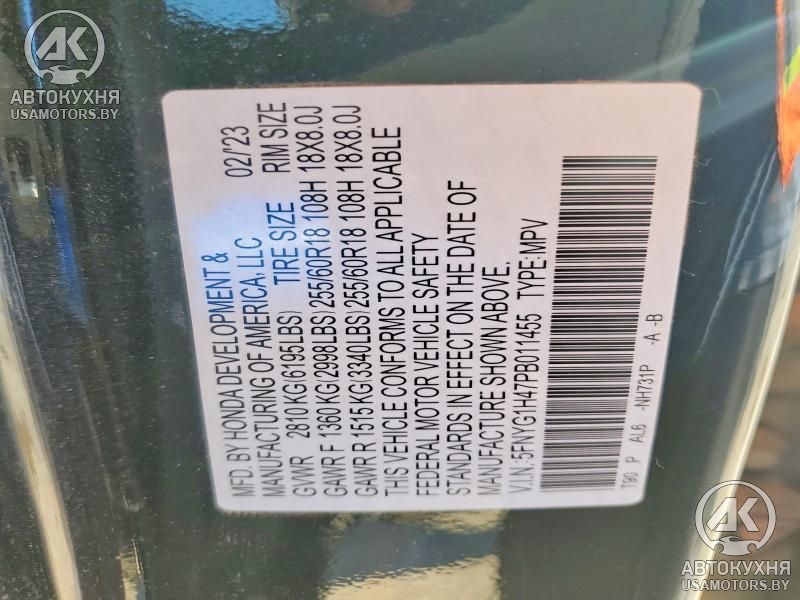 AK
АВТОКУХНЯ
USAMOTORS.BY
MFD. BY HONDA DEVELOPMENT & 02/'23
MANUFACTURING OF AMERICA, LLC
GVWR 2810 KG(6195LBS) TIRE SIZE RIM SIZE
GAWR F 1360 KG(2998LBS) 255/60R18 108H 18X8.0J
GAWR R 1515 KG(3340LBS) 255/60R18 108H 18X8.0J
THIS VEHICLE CONFORMS TO ALL APPLICABLE
FEDERAL MOTOR VEHICLE SAFETY
STANDARDS IN EFFECT ON THE DATE OF
MANUFACTURE SHOWN ABOVE.
V.I.N.:5FNYG1H47PB011455 TYPE:MPV
T90 P AL6 -NH731P -A -B
AK
АВТОКУХНЯ
USAMOTORS.BY